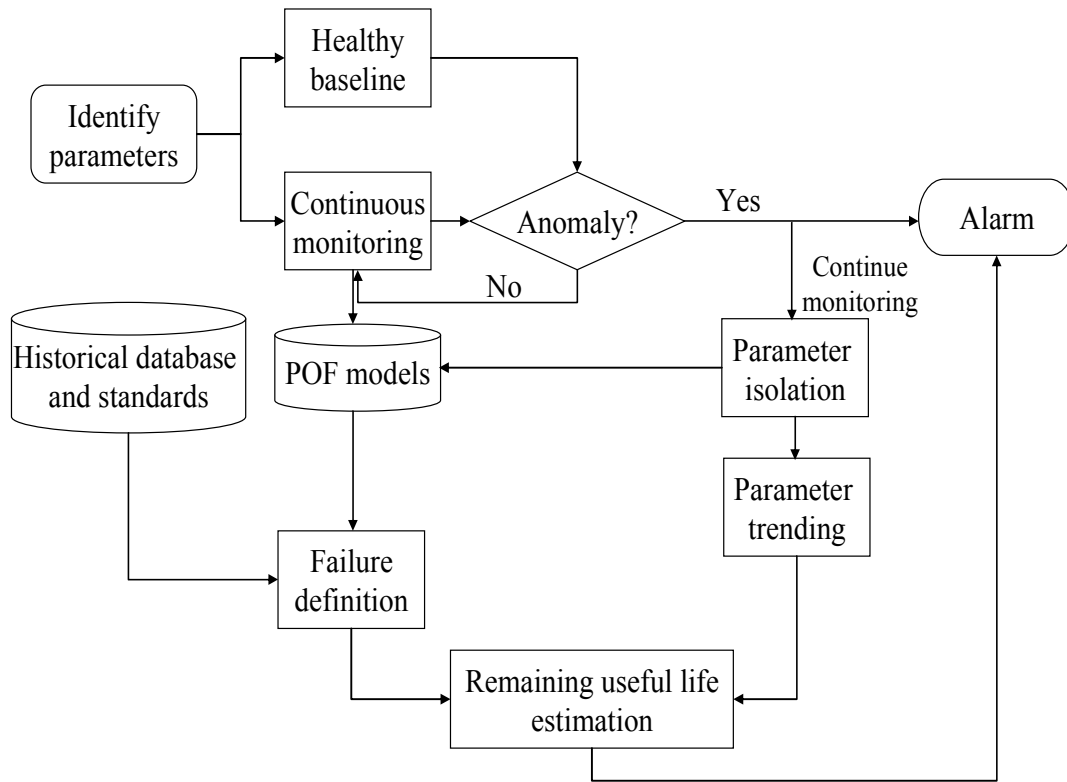 Healthy
baseline
Identify
parameters
Continuous
monitoring
Anomaly?
Yes
Alarm
No
Continue
monitoring
Historical database
and standards
POF models
Parameter
isolation
Parameter
trending
Failure
definition
Remaining useful life
estimation